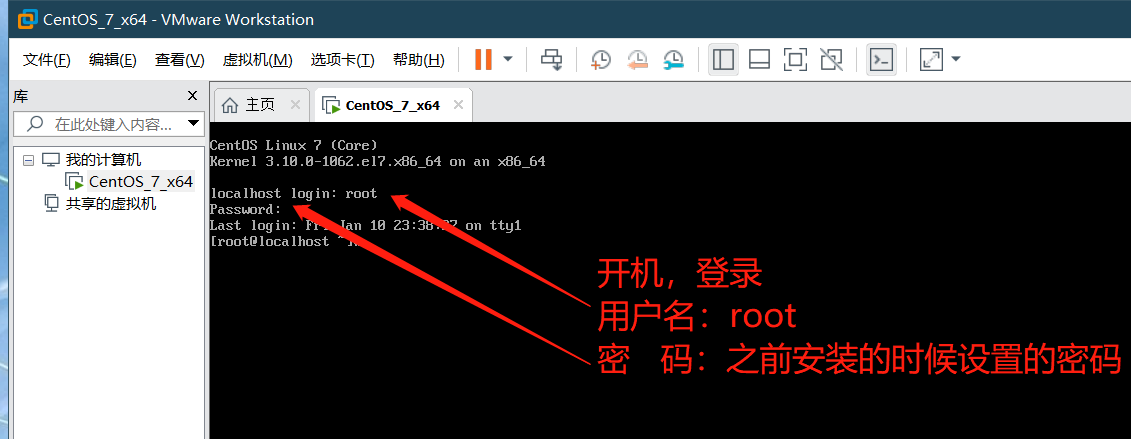 CentOS_7_x64 - VMware Workstation
文件(F) 编辑(E) 查看(V) 虚拟机(M) 选项卡(T) 帮助(H)
库
主页
CentOS_7_x64
在此处键入内容...
我的计算机
CentOS_7_x64
共享的虚拟机
CentOS Linux 7 (Core)
Kernel 3.10.0-1062.el7.x86_64 on an x86_64
localhost login: root
Password:
Last login: Fri Jan 10 23:38: on tty1
[root@localhost ~]
开机，登录
用户名：root
密 码：之前安装的时候设置的密码